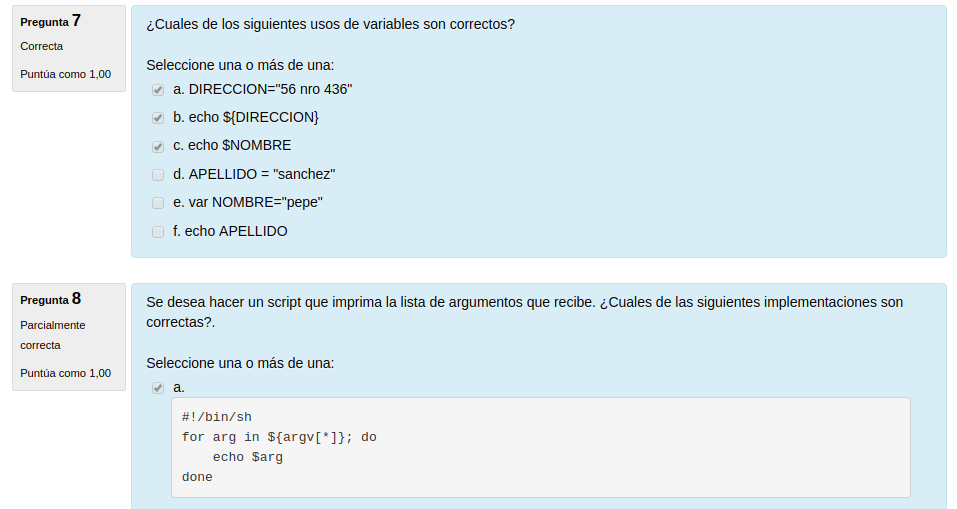 Pregunta 7
Correcta
Puntúa como 1,00
¿Cuales de los siguientes usos de variables son correctos?
Seleccione una o más de una:
a. DIRECCION="56 nro 436"
b. echo ${DIRECCION}
c. echo $NOMBRE
d. APELLIDO = "sanchez"
e. var NOMBRE="pepe"
f. echo APELLIDO
Pregunta 8
Parcialmente
correcta
Puntúa como 1,00
Se desea hacer un script que imprima la lista de argumentos que recibe. ¿Cuales de las siguientes implementaciones son
correctas?.
Seleccione una o más de una:
a.
#!/bin/sh
for arg in ${argv[*]}; do
    echo $arg
done